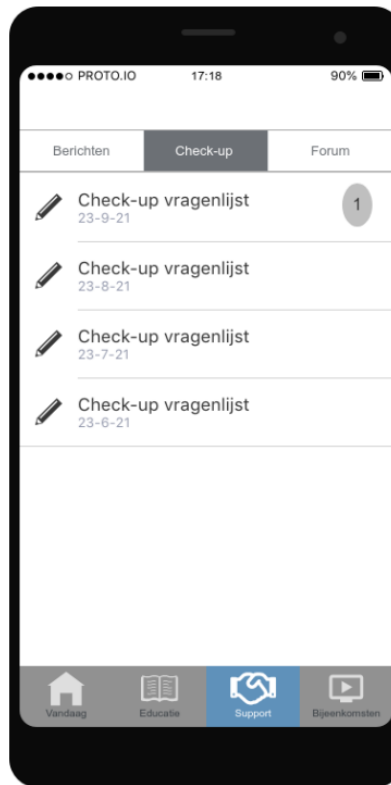 PROTO.IO 17:18 90%
Berichten Check-up Forum
Check-up vragenlijst 1
23-9-21
Check-up vragenlijst
23-8-21
Check-up vragenlijst
23-7-21
Check-up vragenlijst
23-6-21
Vandaag Educatie Support Bijeenkomsten